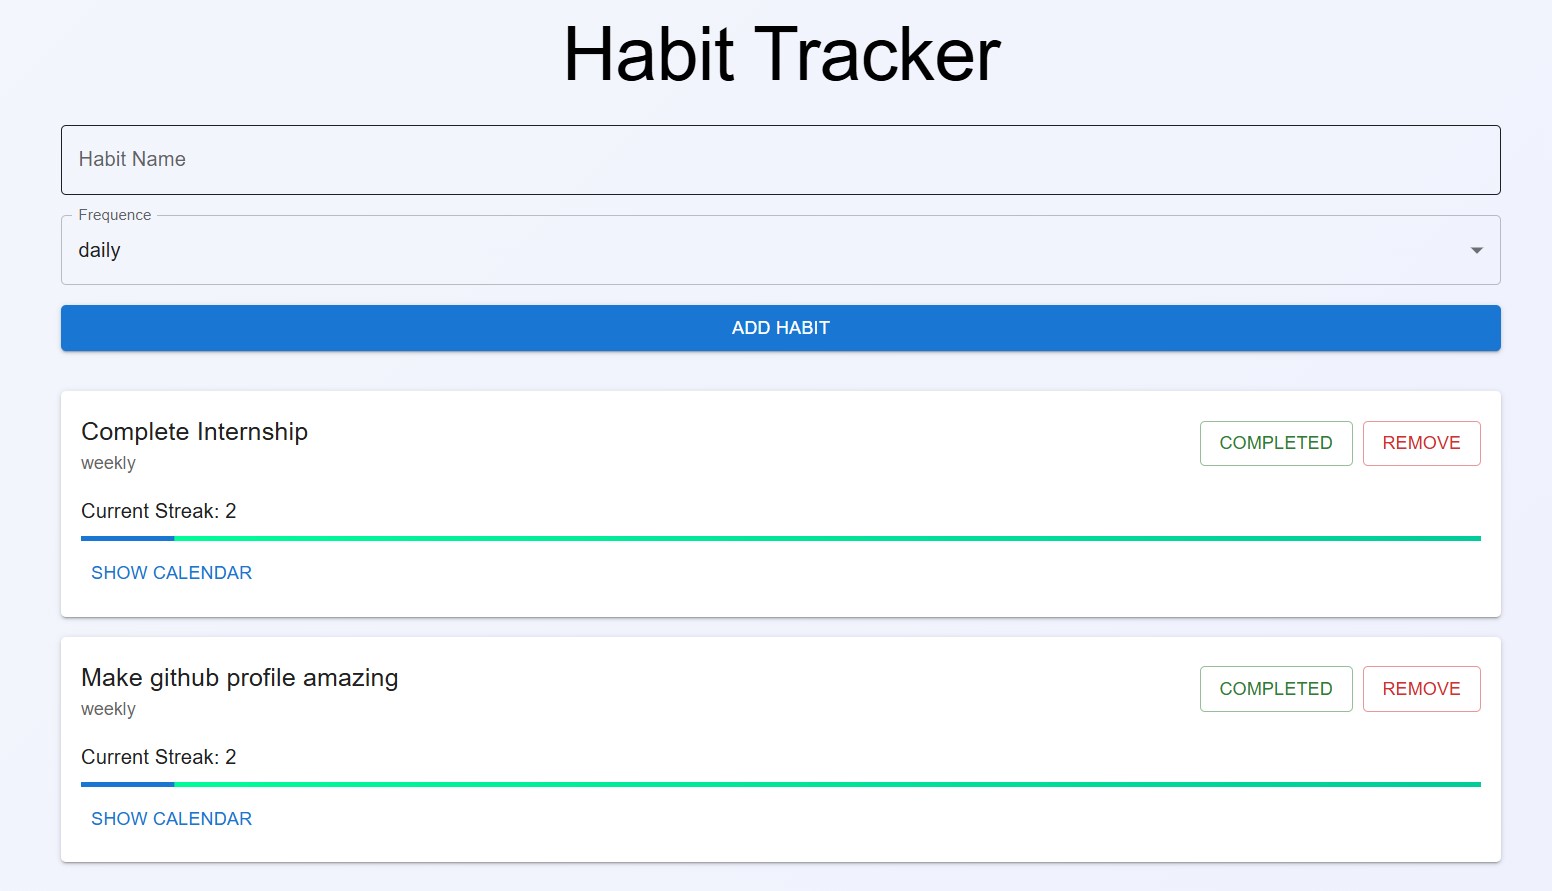 Habit Tracker
Habit Name
Frequence
daily
ADD HABIT
Complete Internship
COMPLETED
REMOVE
weekly
Current Streak: 2
SHOW CALENDAR
Make github profile amazing
COMPLETED
REMOVE
weekly
Current Streak: 2
SHOW CALENDAR